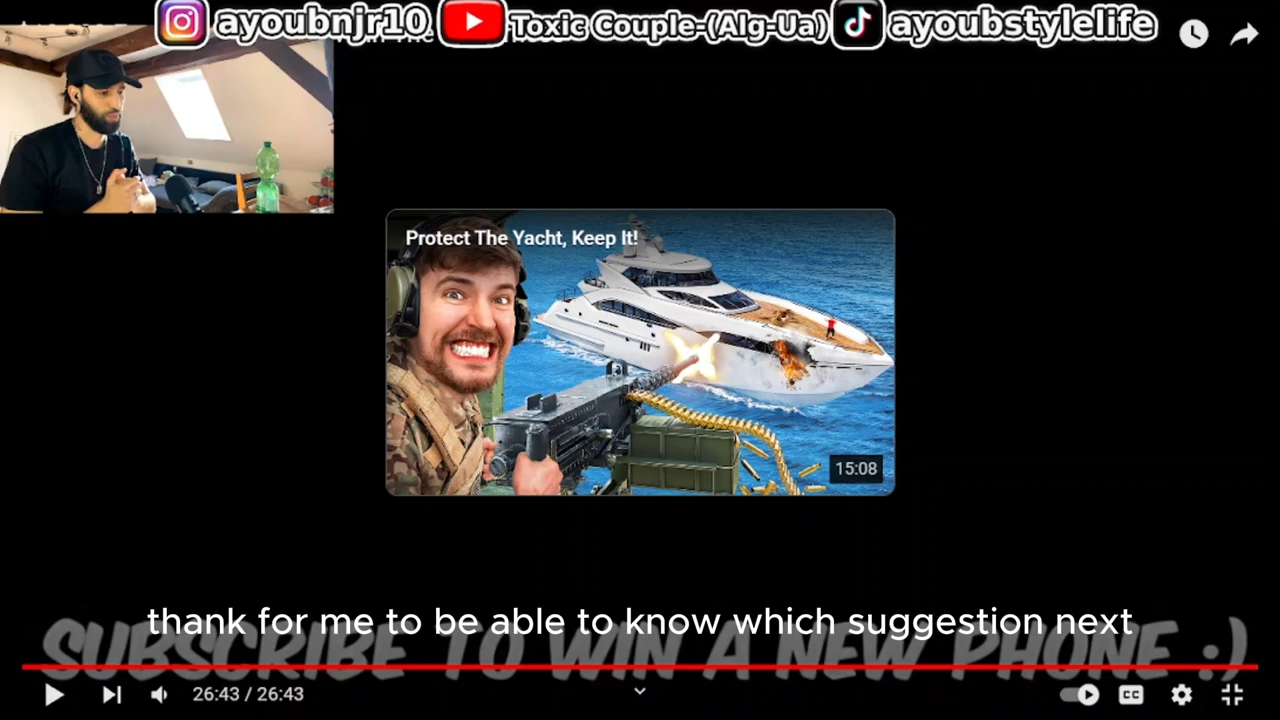 ayoubnjr10 Toxic Couple-(Alg-Ua) ayoubstylelife
Protect The Yacht, Keep It!
15:08
thank for me to be able to know which suggestion next
SUBSCRIBE TO WIN A NEW PHONE :)
26:43 / 26:43
CC